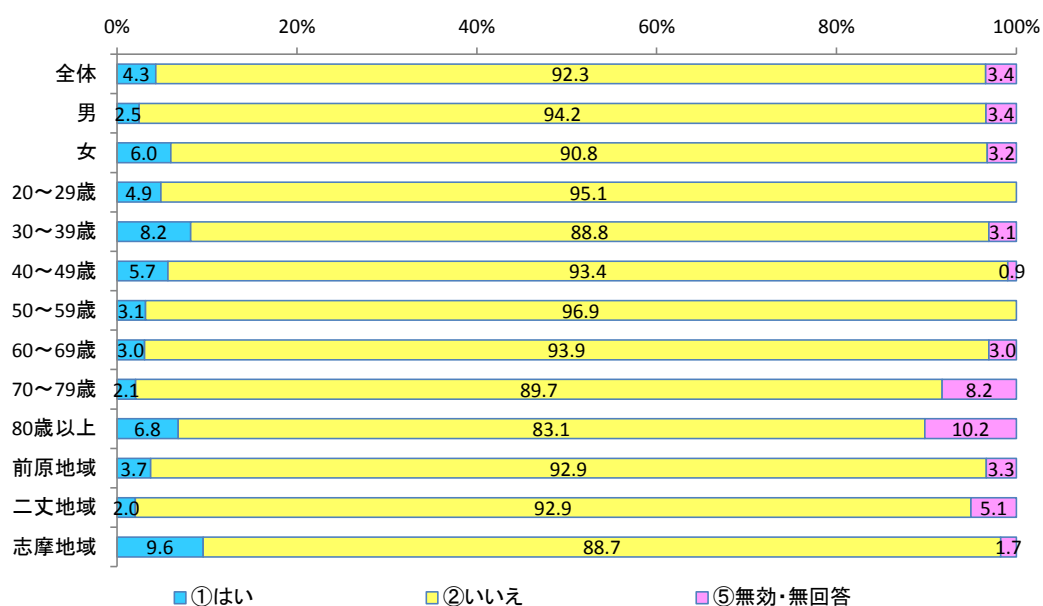 0% 20% 40% 60% 80% 100%
全体 4.3 92.3 3.4
男 2.5 94.2 3.4
女 6.0 90.8 3.2
20～29歳 4.9 95.1
30～39歳 8.2 88.8 3.1
40～49歳 5.7 93.4 0.9
50～59歳 3.1 96.9
60～69歳 3.0 93.9 3.0
70～79歳 2.1 89.7 8.2
80歳以上 6.8 83.1 10.2
前原地域 3.7 92.9 3.3
二丈地域 2.0 92.9 5.1
志摩地域 9.6 88.7 1.7
①はい ②いいえ ⑤無効・無回答